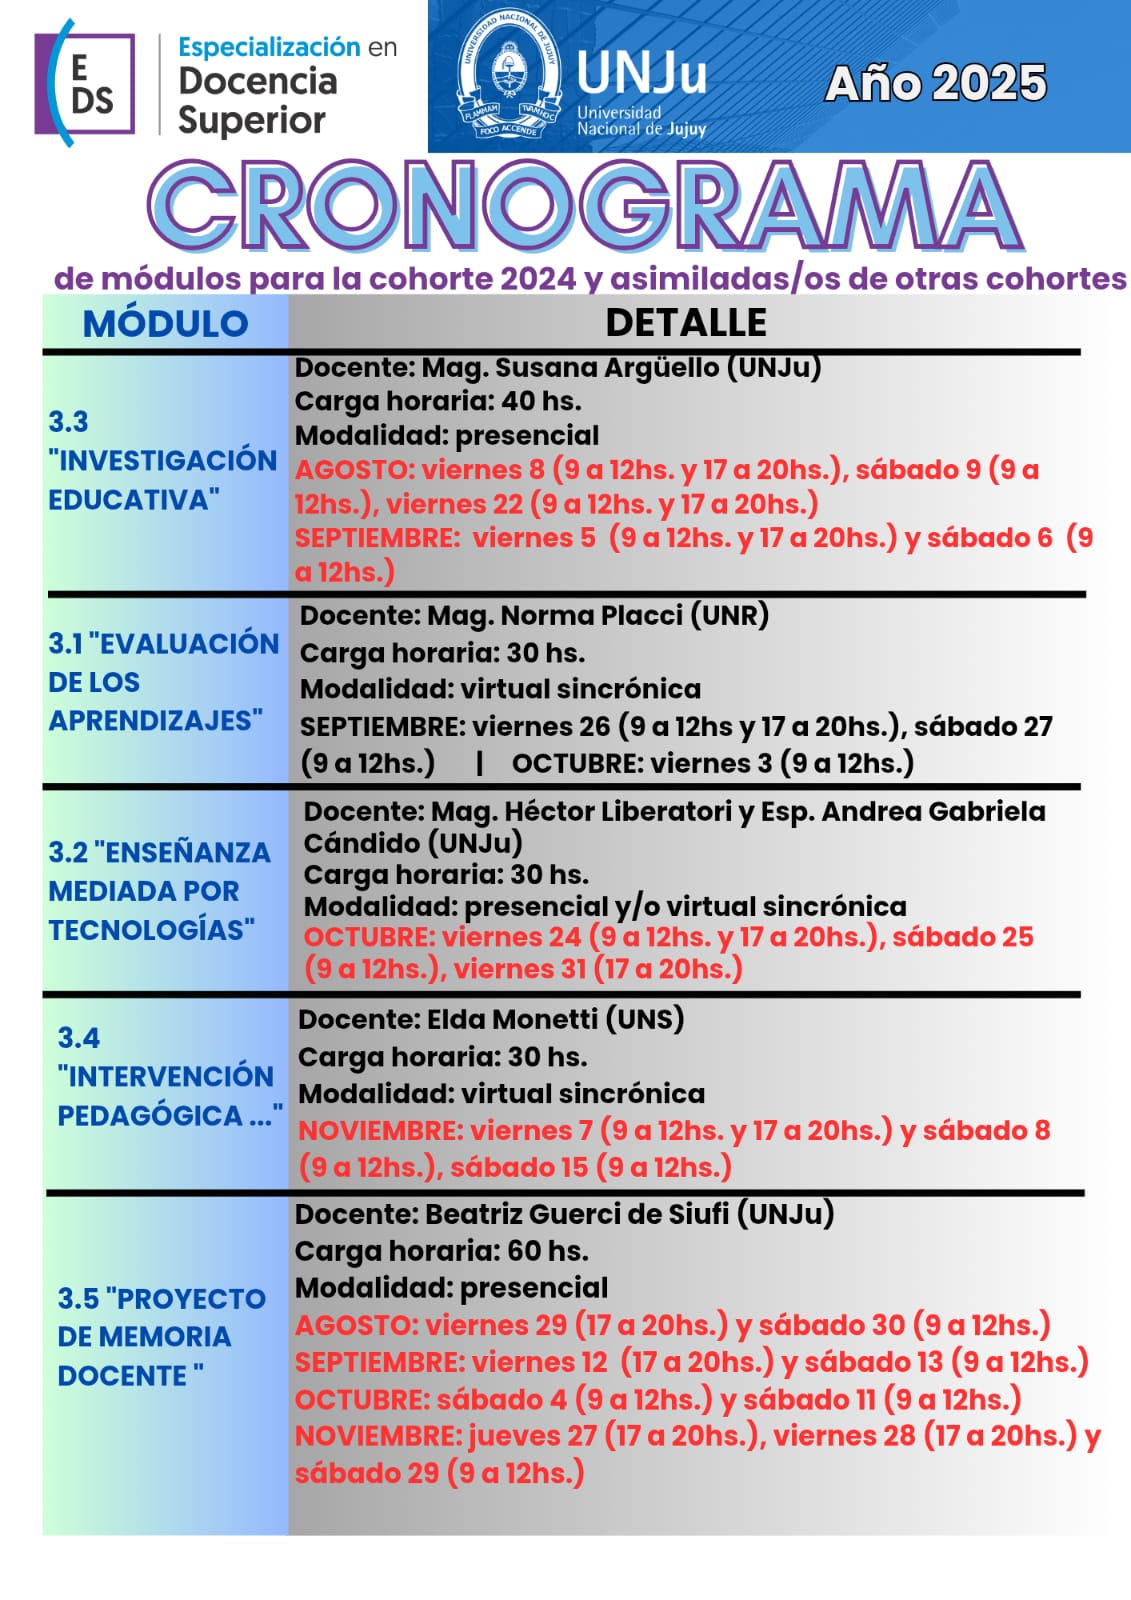 E
DS
Especialización en
Docencia
Superior
UNIVERSIDAD NACIONAL DE JUJUY
FLAMMAM TVAM HOC
FOCO ACCENDE
UNJu
Universidad
Nacional de Jujuy
Año 2025
CRONOGRAMA
de módulos para la cohorte 2024 y asimiladas/os de otras cohortes
MÓDULO
DETALLE
3.3
"INVESTIGACIÓN
EDUCATIVA"
Docente: Mag. Susana Argüello (UNJu)
Carga horaria: 40 hs.
Modalidad: presencial
AGOSTO: viernes 8 (9 a 12hs. y 17 a 20hs.), sábado 9 (9 a
12hs.), viernes 22 (9 a 12hs. y 17 a 20hs.)
SEPTIEMBRE:  viernes 5  (9 a 12hs. y 17 a 20hs.) y sábado 6  (9
a 12hs.)
3.1 "EVALUACIÓN
DE LOS
APRENDIZAJES"
Docente: Mag. Norma Placci (UNR)
Carga horaria: 30 hs.
Modalidad: virtual sincrónica
SEPTIEMBRE: viernes 26 (9 a 12hs y 17 a 20hs.), sábado 27
(9 a 12hs.)     |    OCTUBRE: viernes 3 (9 a 12hs.)
3.2 "ENSEÑANZA
MEDIADA POR
TECNOLOGÍAS"
Docente: Mag. Héctor Liberatori y Esp. Andrea Gabriela
Cándido (UNJu)
Carga horaria: 30 hs.
Modalidad: presencial y/o virtual sincrónica
OCTUBRE: viernes 24 (9 a 12hs. y 17 a 20hs.), sábado 25
(9 a 12hs.), viernes 31 (17 a 20hs.)
3.4
"INTERVENCIÓN
PEDAGÓGICA ..."
Docente: Elda Monetti (UNS)
Carga horaria: 30 hs.
Modalidad: virtual sincrónica
NOVIEMBRE: viernes 7 (9 a 12hs. y 17 a 20hs.) y sábado 8
(9 a 12hs.), sábado 15 (9 a 12hs.)
3.5 "PROYECTO
DE MEMORIA
DOCENTE "
Docente: Beatriz Guerci de Siufi (UNJu)
Carga horaria: 60 hs.
Modalidad: presencial
AGOSTO: viernes 29 (17 a 20hs.) y sábado 30 (9 a 12hs.)
SEPTIEMBRE: viernes 12  (17 a 20hs.) y sábado 13 (9 a 12hs.)
OCTUBRE: sábado 4 (9 a 12hs.) y sábado 11 (9 a 12hs.)
NOVIEMBRE: jueves 27 (17 a 20hs.), viernes 28 (17 a 20hs.) y
sábado 29 (9 a 12hs.)